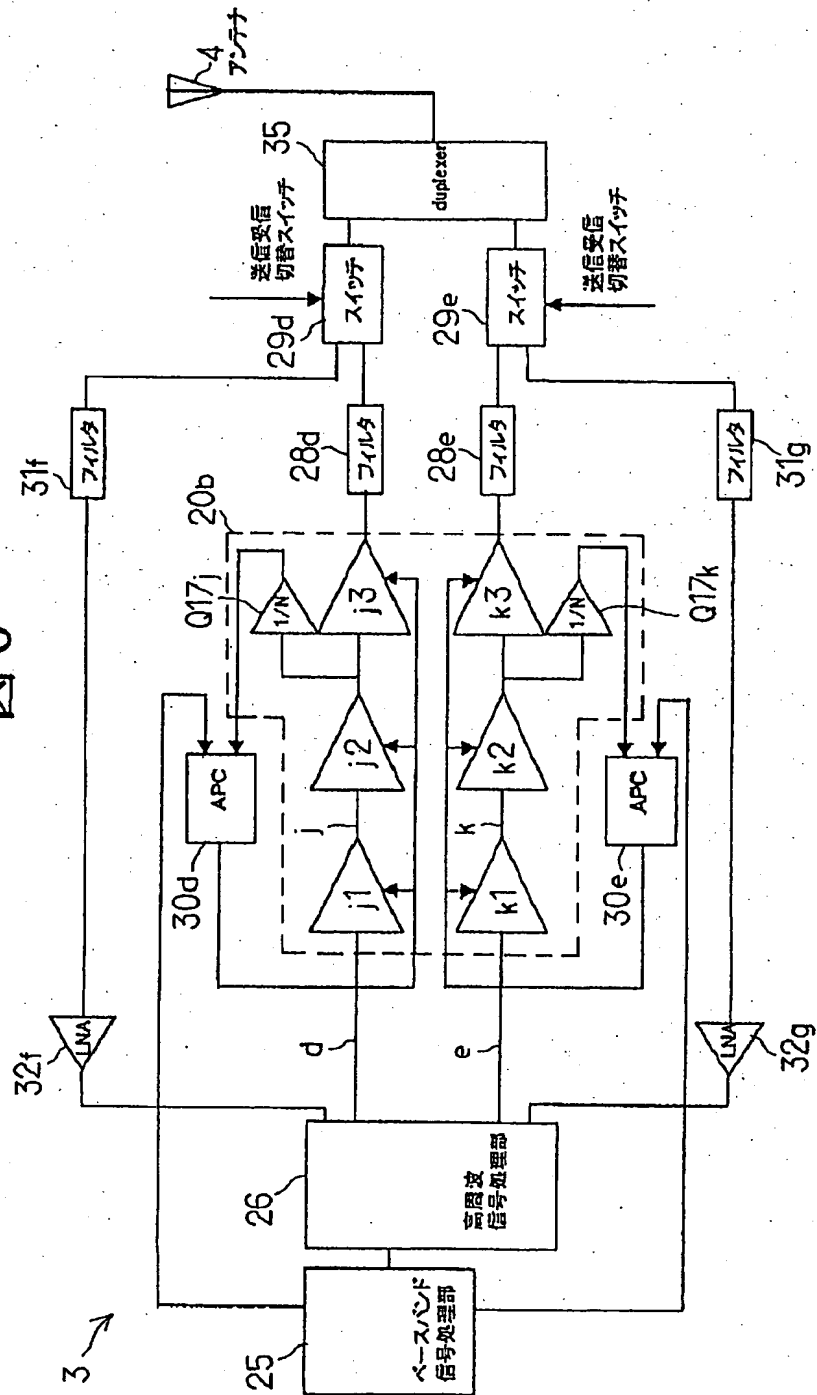 図6
3
25
ベースバンド
信号処理部
26
高周波
信号処理部
32f
LNA
31f
フィルタ
30d
APC
Q17j
1/N
20b
d
j1
j
j2
j3
28d
フィルタ
29d
スイッチ
送信受信
切替スイッチ
35
duplexer
4
アンテナ
e
k1
k
k2
k3
28e
フィルタ
29e
スイッチ
送信受信
切替スイッチ
1/N
Q17k
30e
APC
31g
フィルタ
32g
LNA